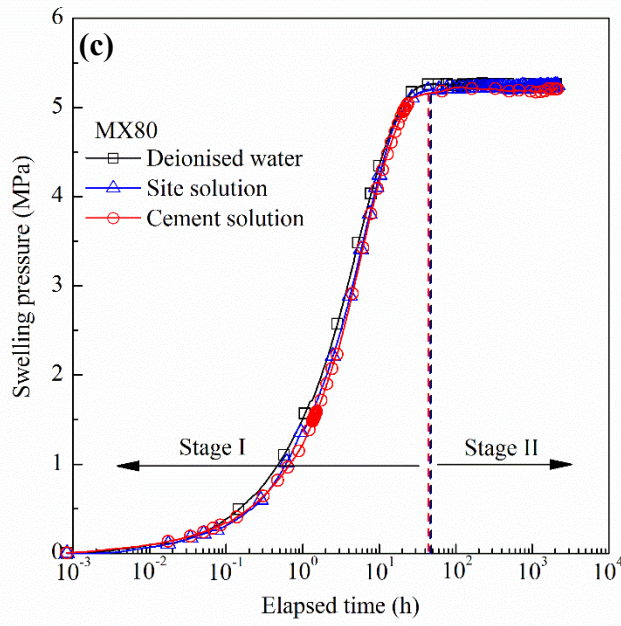 (c)
6
5
4
3
2
1
0
Swelling pressure (MPa)
MX80
Deionised water
Site solution
Cement solution
Stage I
Stage II
10⁻³ 10⁻² 10⁻¹ 10⁰ 10¹ 10² 10³ 10⁴
Elapsed time (h)